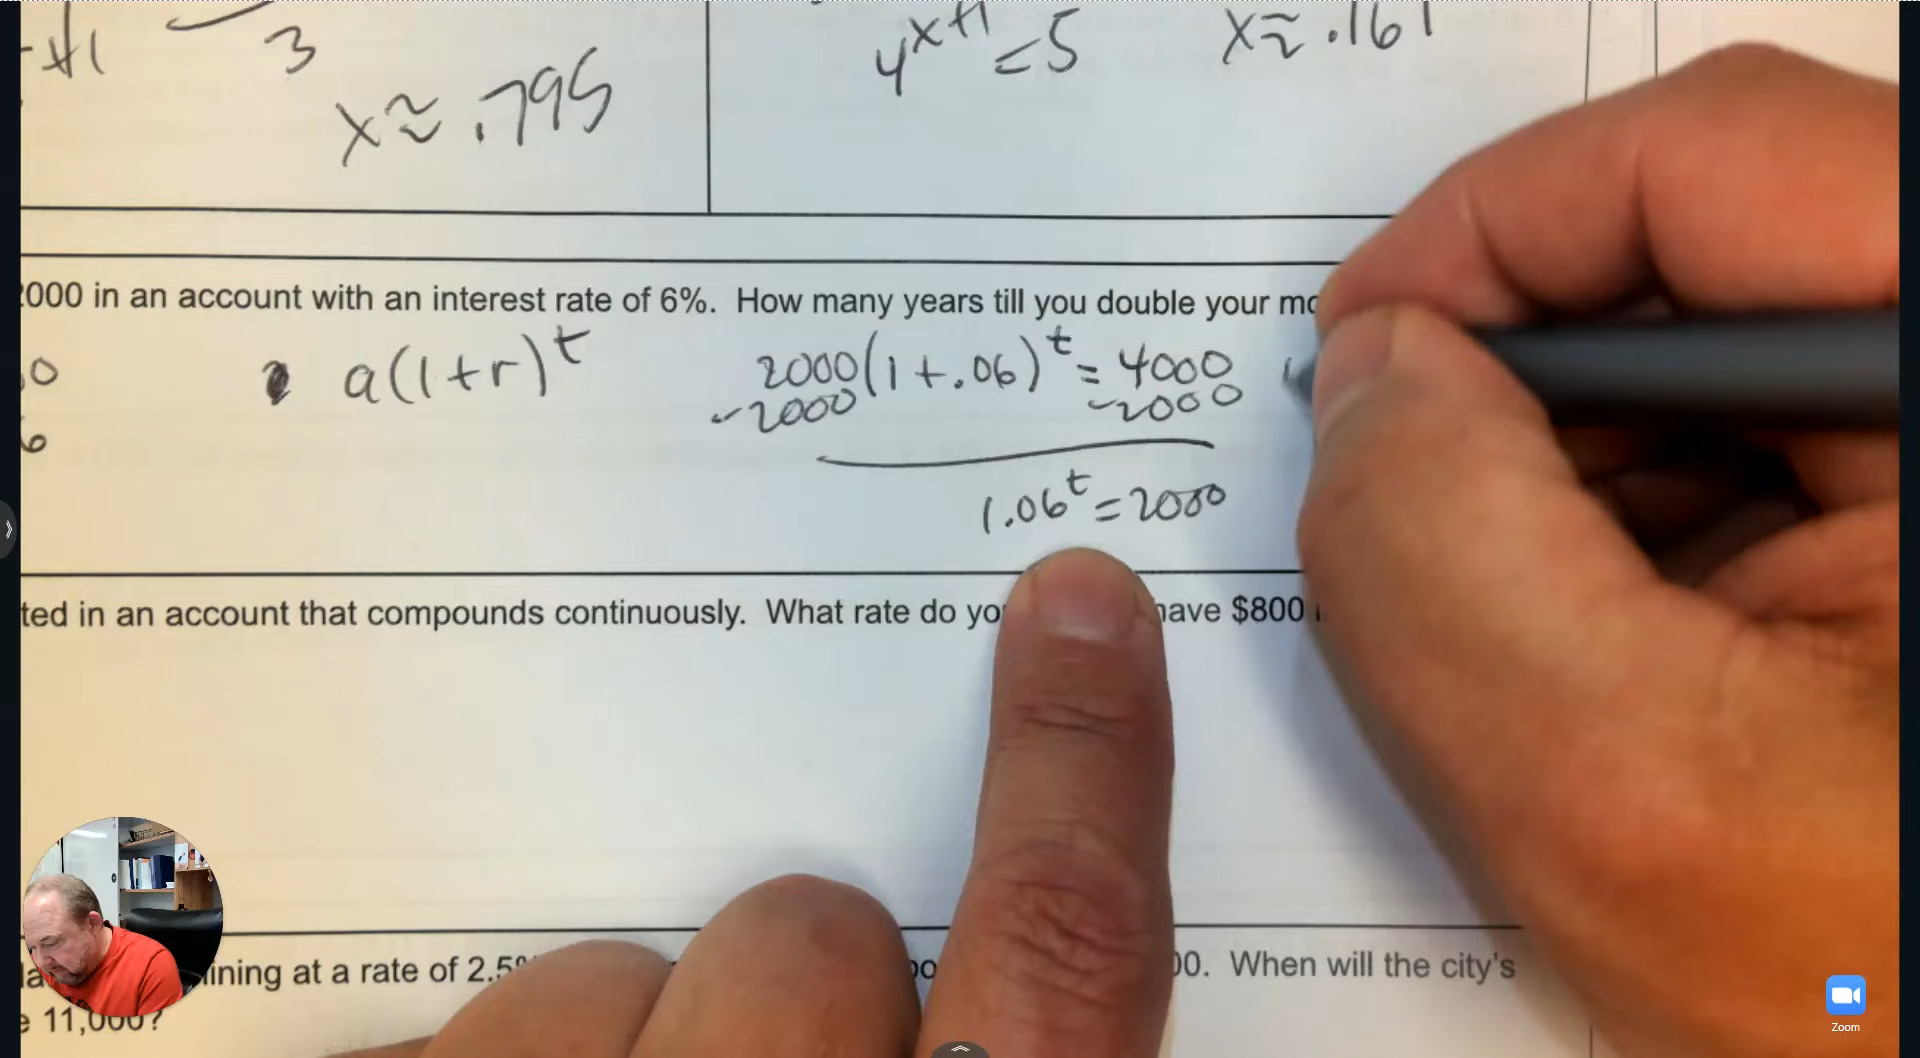 3
x ≈ .795
4^(x+1) = 5
x ≈ .161
000 in an account with an interest rate of 6%. How many years till you double your mo
a(1+r)^t
2000(1+.06)^t = 4000
-2000 -2000
1.06^t = 2000
ted in an account that compounds continuously. What rate do yo ave $800
ining at a rate of 2.5% 00. When will the city's
e 11,000?
Zoom